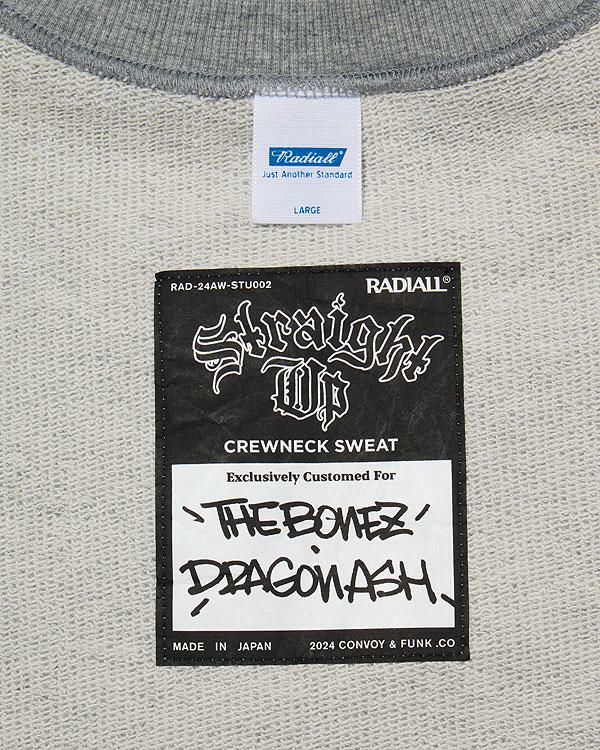 Radiall®
Just Another Standard
LARGE
RAD-24AW-STU002
RADIALL®
Straight
Up
CREWNECK SWEAT
Exclusively Customed For
THE BONEZ
DRAGON ASH
MADE IN JAPAN
2024 CONVOY & FUNK .CO